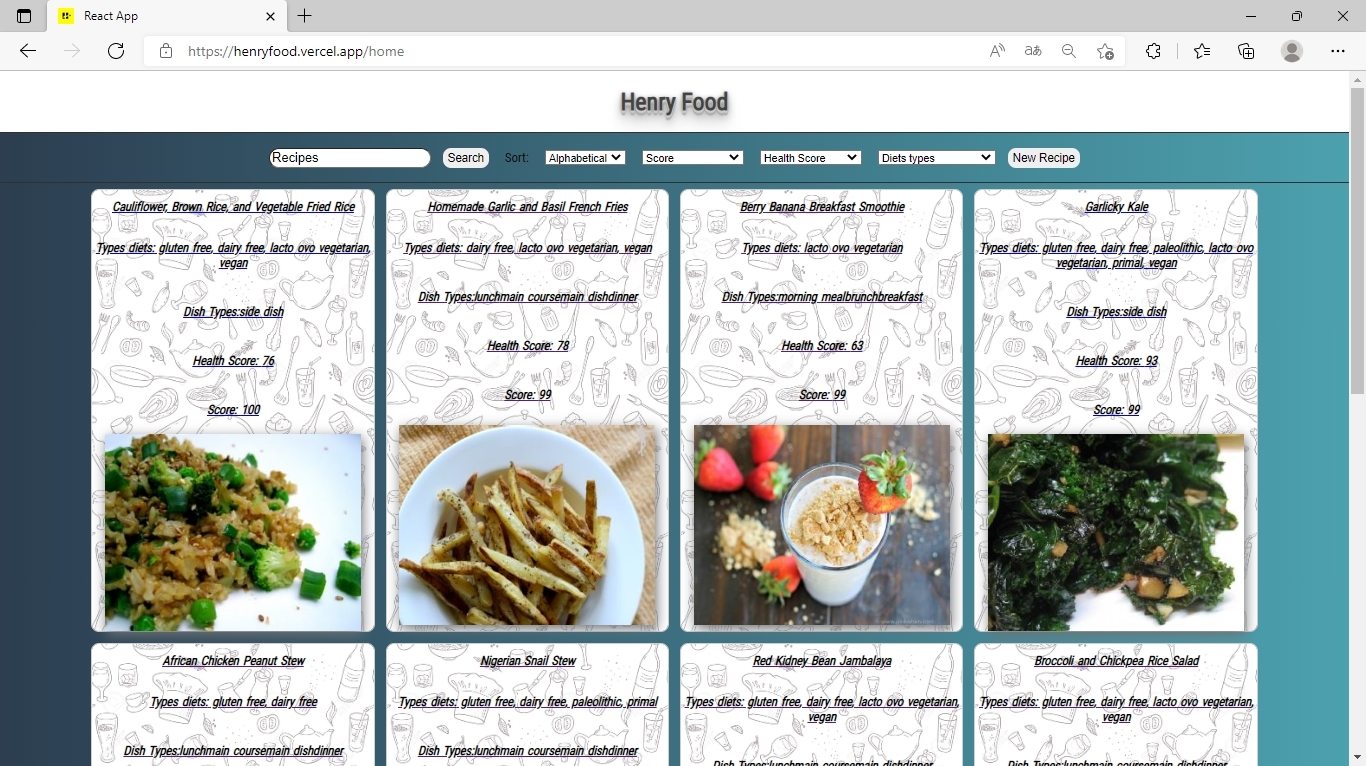 React App
https://henryfood.vercel.app/home
Henry Food
Recipes
Search
Sort:
Alphabetical
Score
Health Score
Diets types
New Recipe
Cauliflower, Brown Rice, and Vegetable Fried Rice
Types diets: gluten free, dairy free, lacto ovo vegetarian,
vegan
Dish Types:side dish
Health Score: 76
Score: 100
Homemade Garlic and Basil French Fries
Types diets: dairy free, lacto ovo vegetarian, vegan
Dish Types:lunchmain coursemain dishdinner
Health Score: 78
Score: 99
Berry Banana Breakfast Smoothie
Types diets: lacto ovo vegetarian
Dish Types:morning mealbrunchbreakfast
Health Score: 63
Score: 99
Garlicky Kale
Types diets: gluten free, dairy free, paleolithic, lacto ovo
vegetarian, primal, vegan
Dish Types:side dish
Health Score: 93
Score: 99
African Chicken Peanut Stew
Types diets: gluten free, dairy free
Dish Types:lunchmain coursemain dishdinner
Nigerian Snail Stew
Types diets: gluten free, dairy free, paleolithic, primal
Dish Types:lunchmain coursemain dishdinner
Red Kidney Bean Jambalaya
Types diets: gluten free, dairy free, lacto ovo vegetarian,
vegan
Dish Types:lunchmain coursemain dishdinner
Broccoli and Chickpea Rice Salad
Types diets: gluten free, dairy free, lacto ovo vegetarian,
vegan
Dish Types:lunchmain coursemain dishdinner